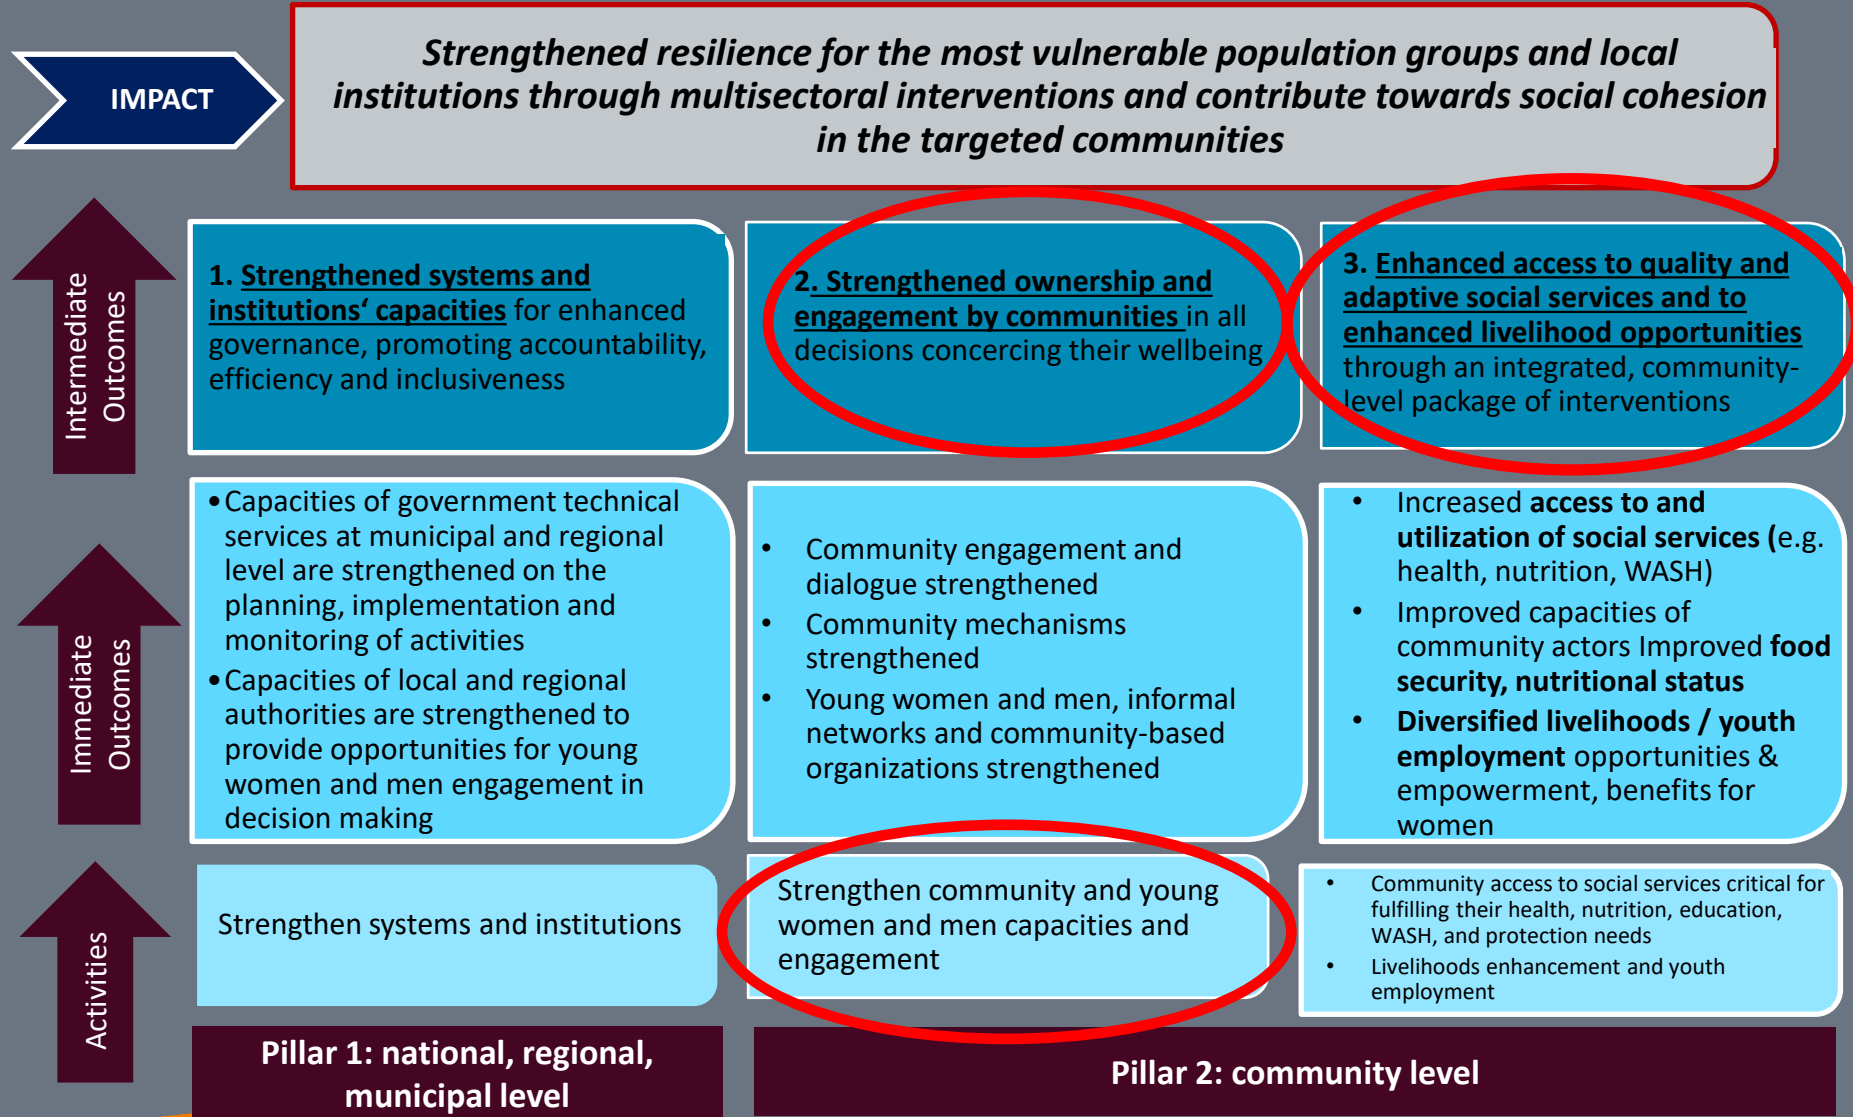 IMPACT
Strengthened resilience for the most vulnerable population groups and local
institutions through multisectoral interventions and contribute towards social cohesion
in the targeted communities
Intermediate
Outcomes
1. Strengthened systems and
institutions‘ capacities for enhanced
governance, promoting accountability,
efficiency and inclusiveness
2. Strengthened ownership and
engagement by communities in all
decisions concercing their wellbeing
3. Enhanced access to quality and
adaptive social services and to
enhanced livelihood opportunities
through an integrated, community-
level package of interventions
Immediate
Outcomes
•Capacities of government technical
services at municipal and regional
level are strengthened on the
planning, implementation and
monitoring of activities
•Capacities of local and regional
authorities are strengthened to
provide opportunities for young
women and men engagement in
decision making
• Community engagement and
dialogue strengthened
• Community mechanisms
strengthened
• Young women and men, informal
networks and community-based
organizations strengthened
• Increased access to and
utilization of social services (e.g.
health, nutrition, WASH)
• Improved capacities of
community actors Improved food
security, nutritional status
• Diversified livelihoods / youth
employment opportunities &
empowerment, benefits for
women
Activities
Strengthen systems and institutions
Strengthen community and young
women and men capacities and
engagement
• Community access to social services critical for
fulfilling their health, nutrition, education,
WASH, and protection needs
• Livelihoods enhancement and youth
employment
Pillar 1: national, regional,
municipal level
Pillar 2: community level